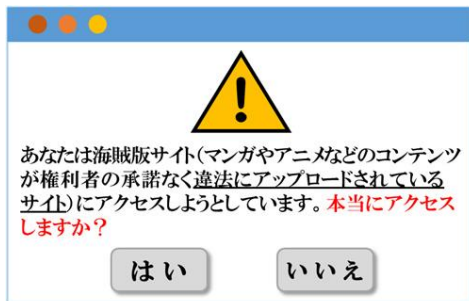 あなたは海賊版サイト(マンガやアニメなどのコンテンツ
が権利者の承諾なく違法にアップロードされている
サイト)にアクセスしようとしています。本当にアクセス
しますか？
はい いいえ